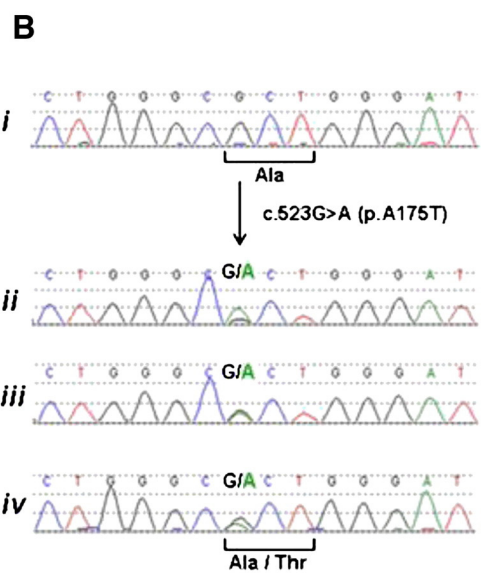 B
i
C T G G G C G C T G G G A T
Ala
c.523G>A (p.A175T)
ii
C T G G G C G/A C T G G G A T
iii
C T G G G C G/A C T G G G A T
iv
C T G G G C G/A C T G G G A T
Ala / Thr